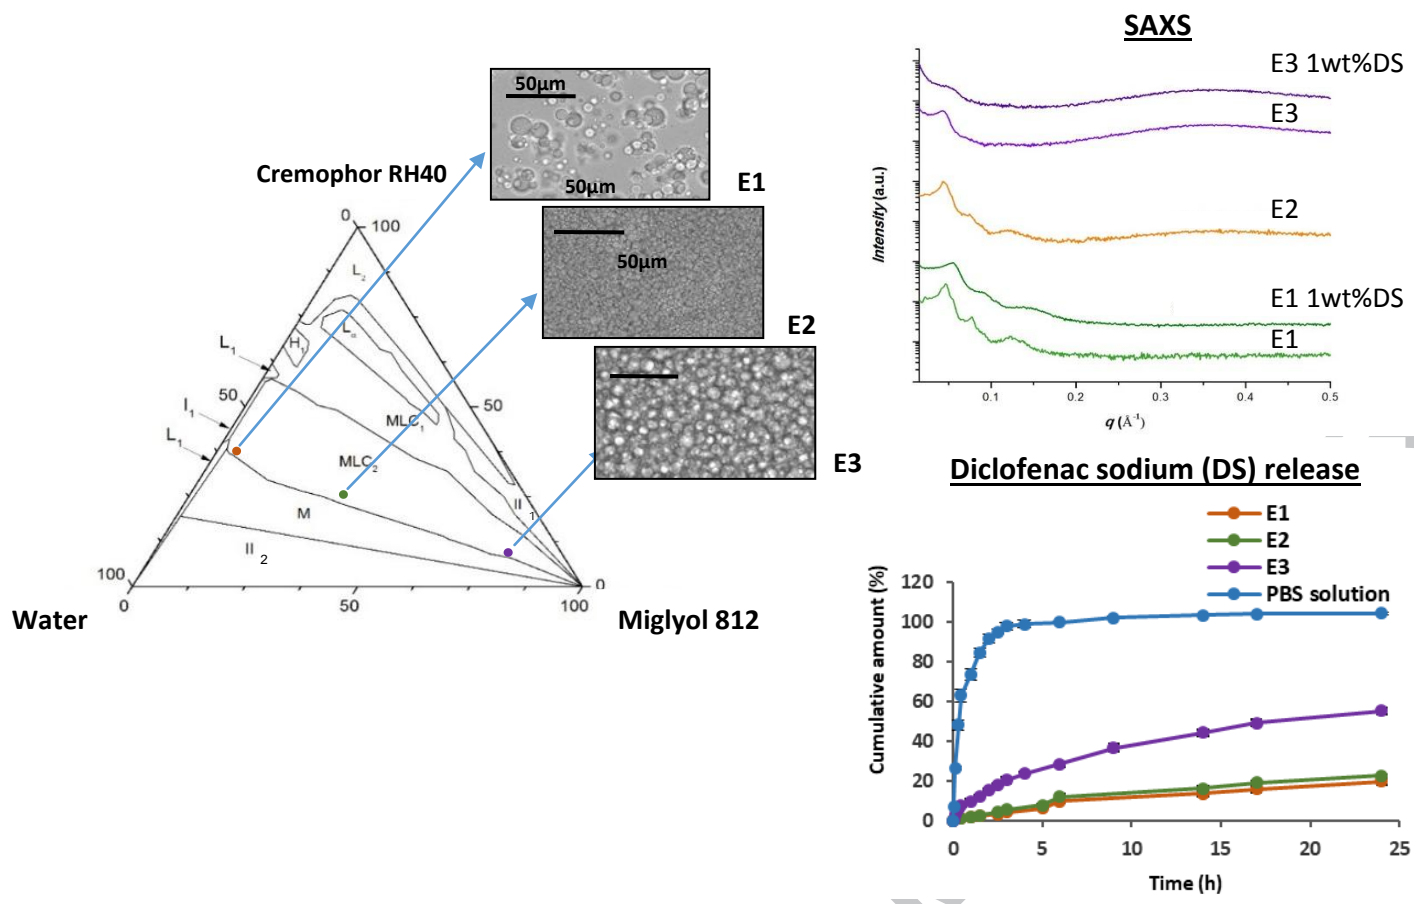 SAXS
50µm
50µm
E1
Cremophor RH40
0
100
L2
Lα
H1
L1
50
I1
L1
MLC1
MLC2
M
II1
II2
50
100
0
0
50
100
Water
Miglyol 812
50µm
E2
E3
Intensity (a.u.)
E3 1wt%DS
E3
E2
E1 1wt%DS
E1
0.1
0.2
0.3
0.4
0.5
q (Å-1)
Diclofenac sodium (DS) release
E1
E2
E3
PBS solution
Cumulative amount (%)
120
100
80
60
40
20
0
0
5
10
15
20
25
Time (h)